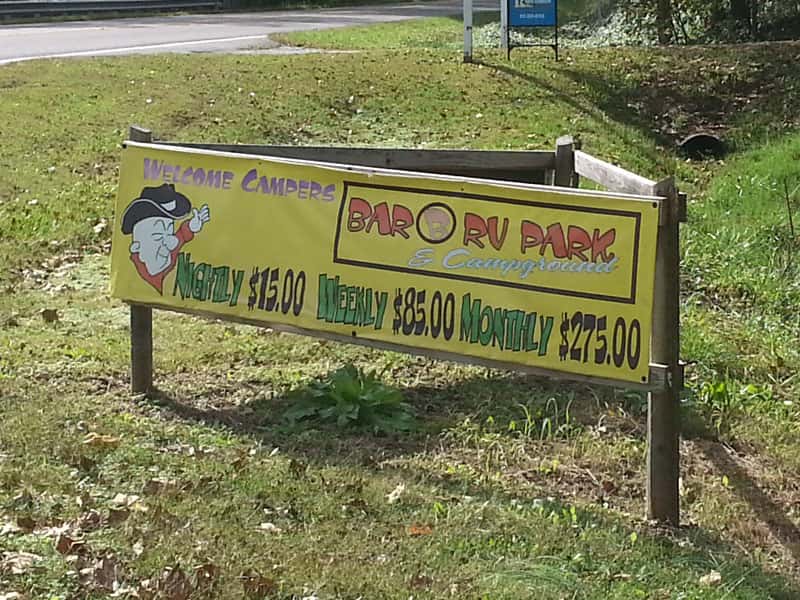 WELCOME CAMPERS
BAR B RV PARK
& Campground
NIGHTLY $15.00 WEEKLY $85.00 MONTHLY $275.00